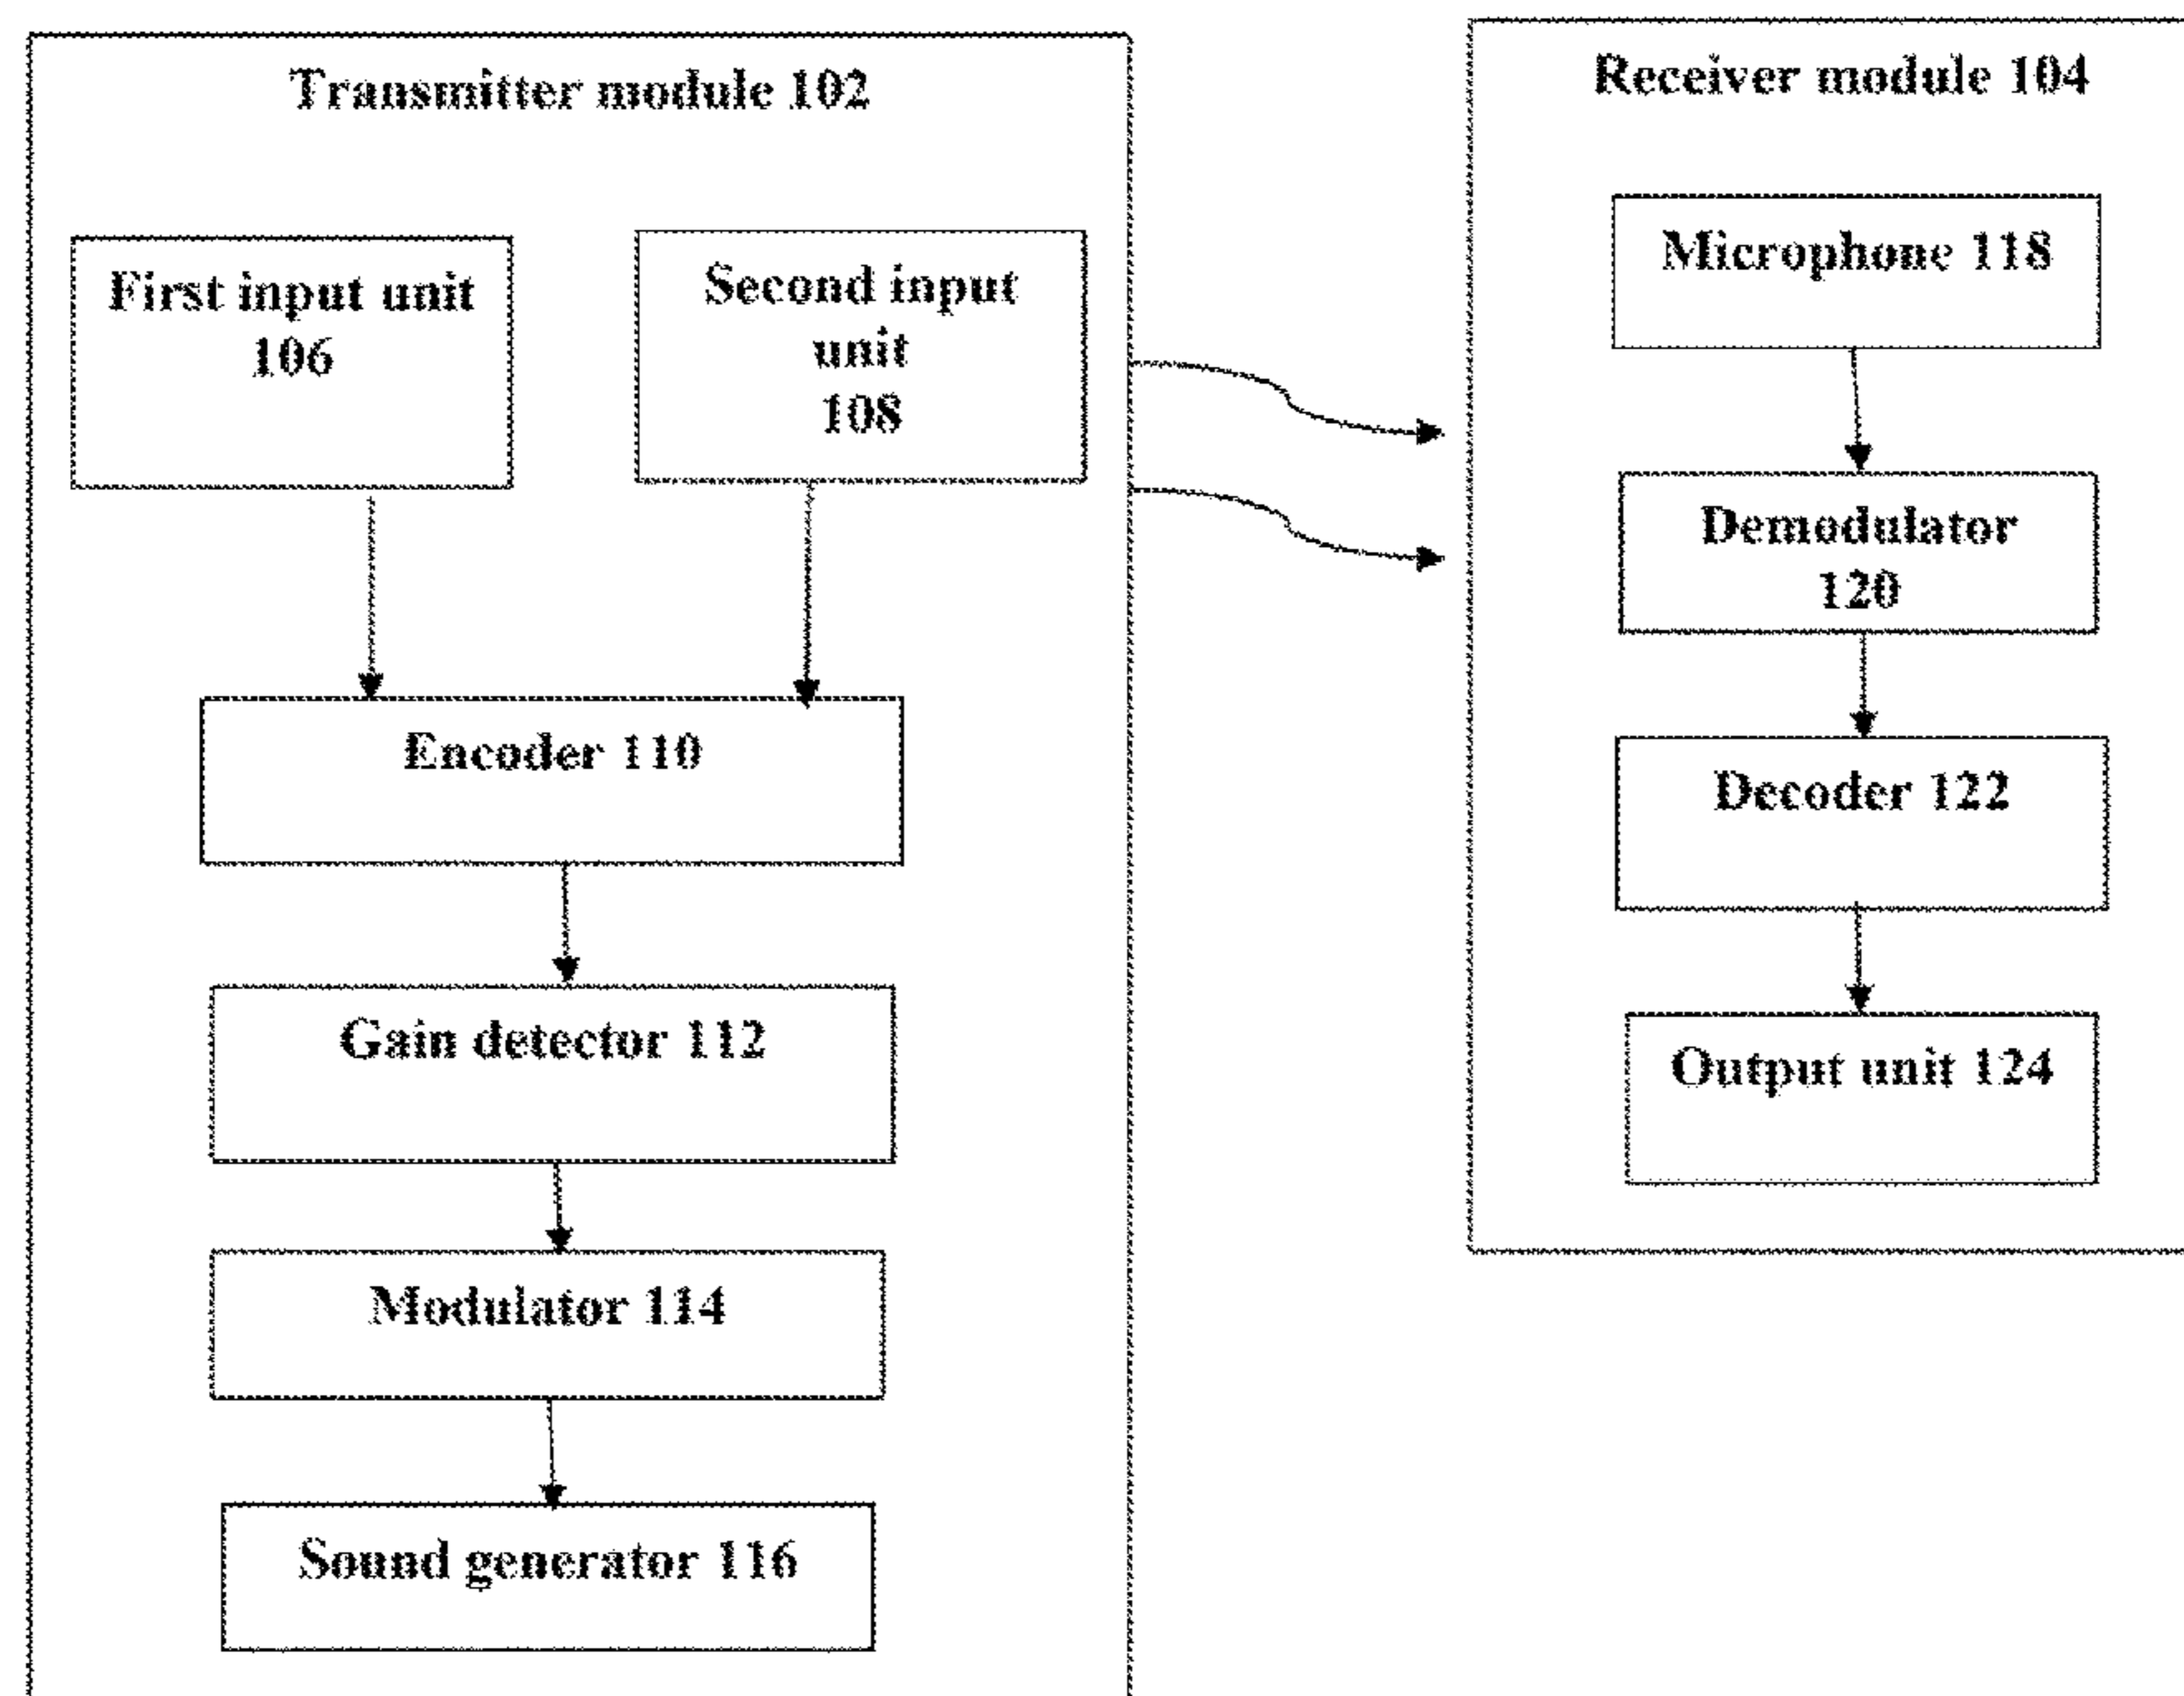 Transmitter module 102
First input unit
106
Second input
unit
108
Encoder 110
Gain detector 112
Modulator 114
Sound generator 116
Receiver module 104
Microphone 118
Demodulator
120
Decoder 122
Output unit 124